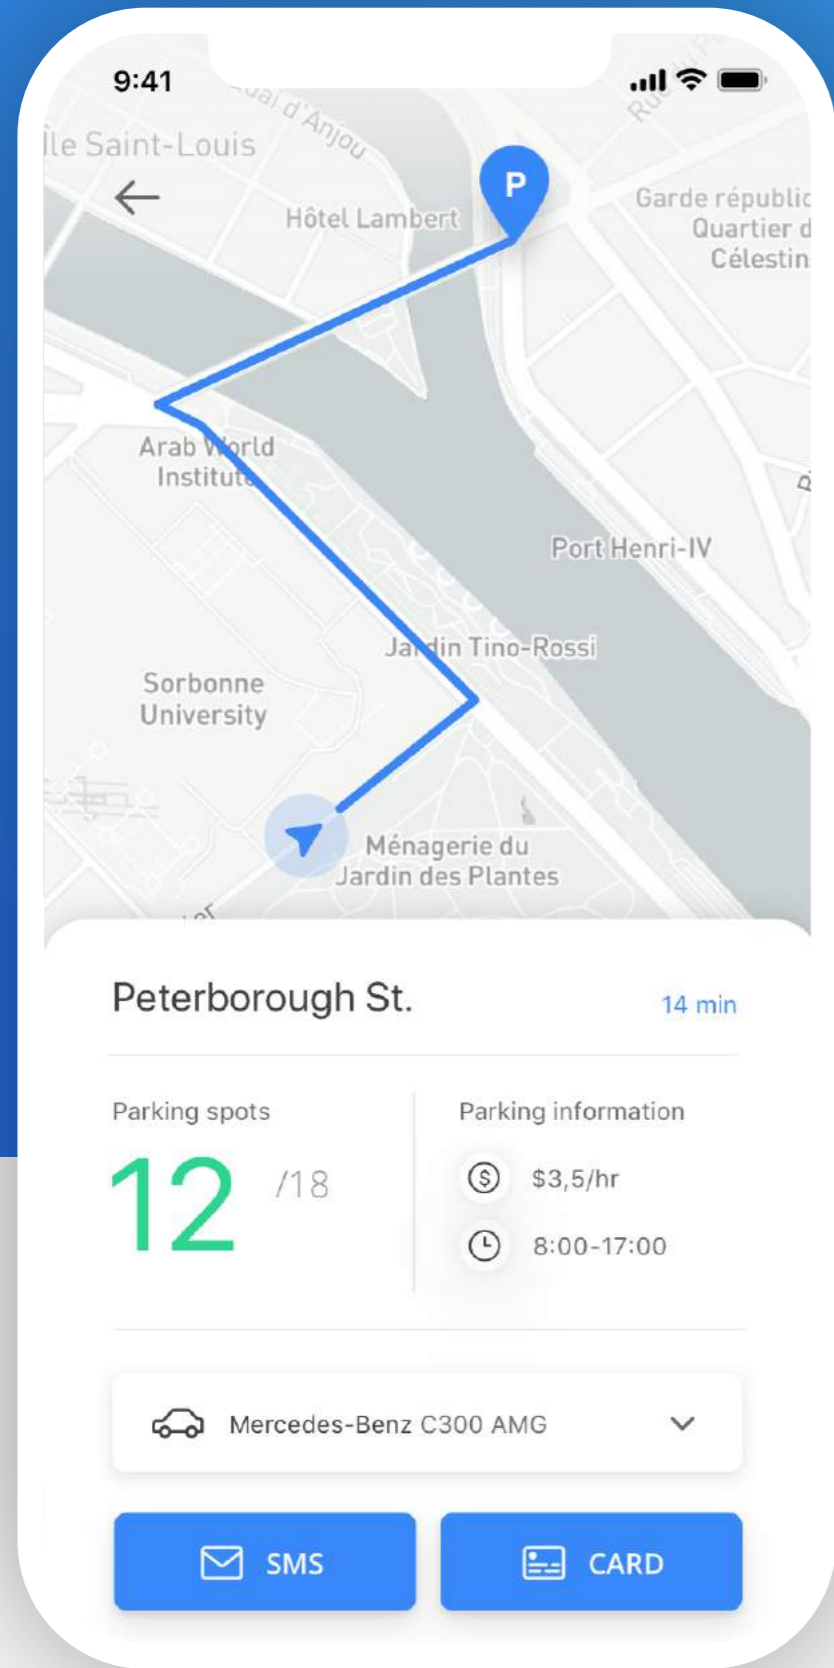 9:41
Quai d'Anjou
Île Saint-Louis
P
Hôtel Lambert
Garde républic
Quartier d
Célestin
Arab World
Institute
Port Henri-IV
Jardin Tino-Rossi
Sorbonne
University
Ménagerie du
Jardin des Plantes
Peterborough St.
14 min
Parking spots
12 /18
Parking information
$3,5/hr
8:00-17:00
Mercedes-Benz C300 AMG
SMS
CARD